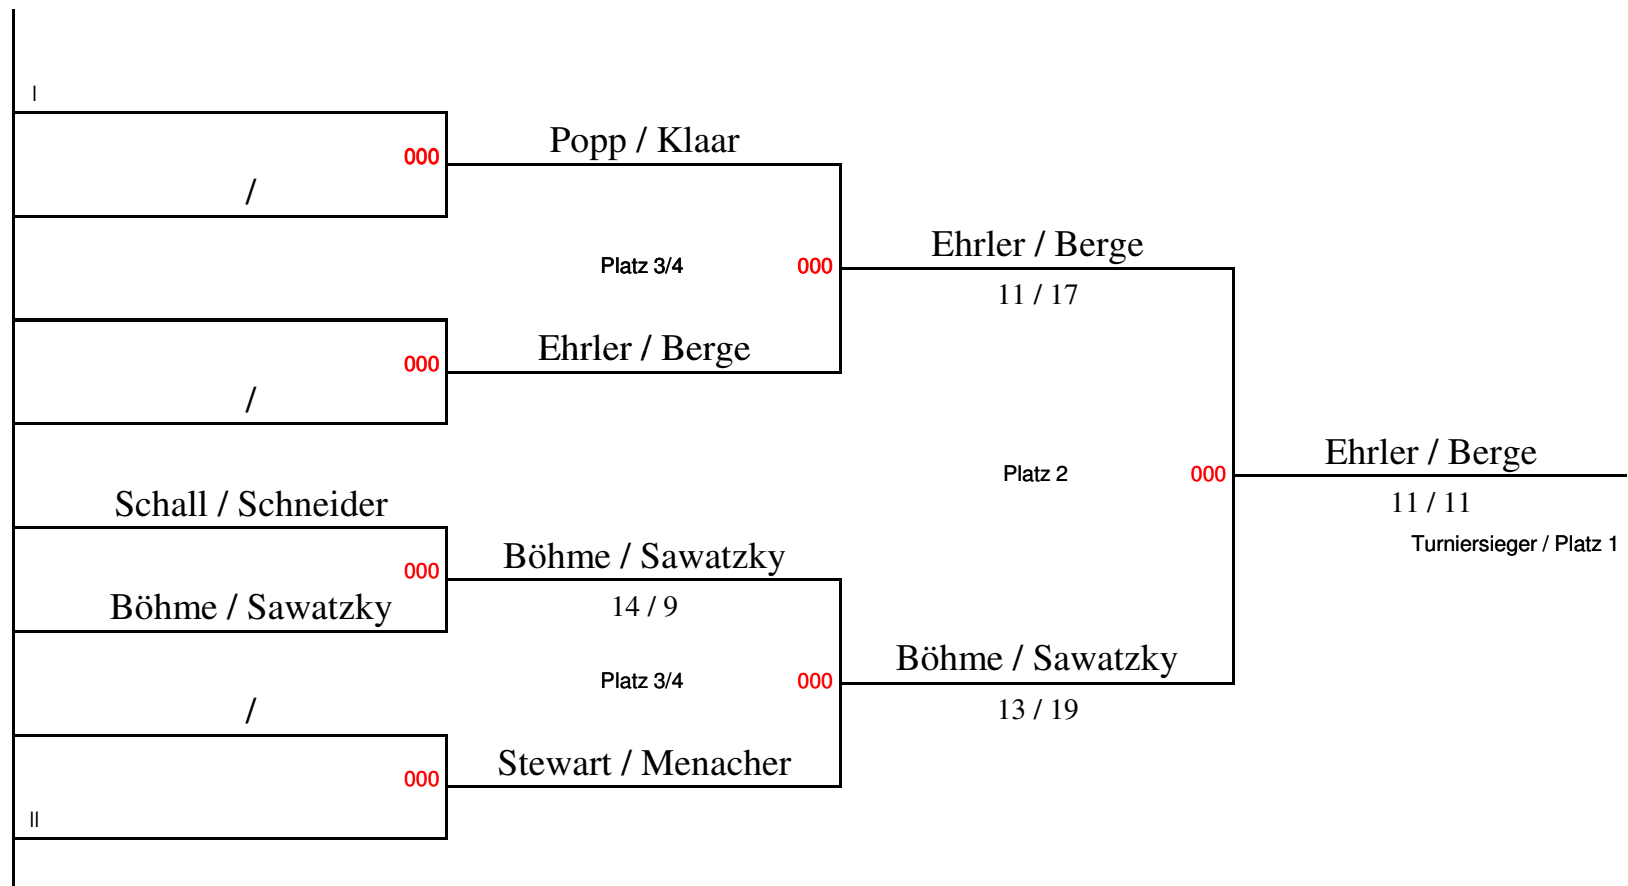 I
000
/
Popp / Klaar
Platz 3/4
000
Ehrler / Berge
11 / 17
000
/
Ehrler / Berge
Platz 2
000
Ehrler / Berge
11 / 11
Turniersieger / Platz 1
Schall / Schneider
000
Böhme / Sawatzky
Böhme / Sawatzky
14 / 9
Platz 3/4
000
Böhme / Sawatzky
13 / 19
/
000
II
Stewart / Menacher